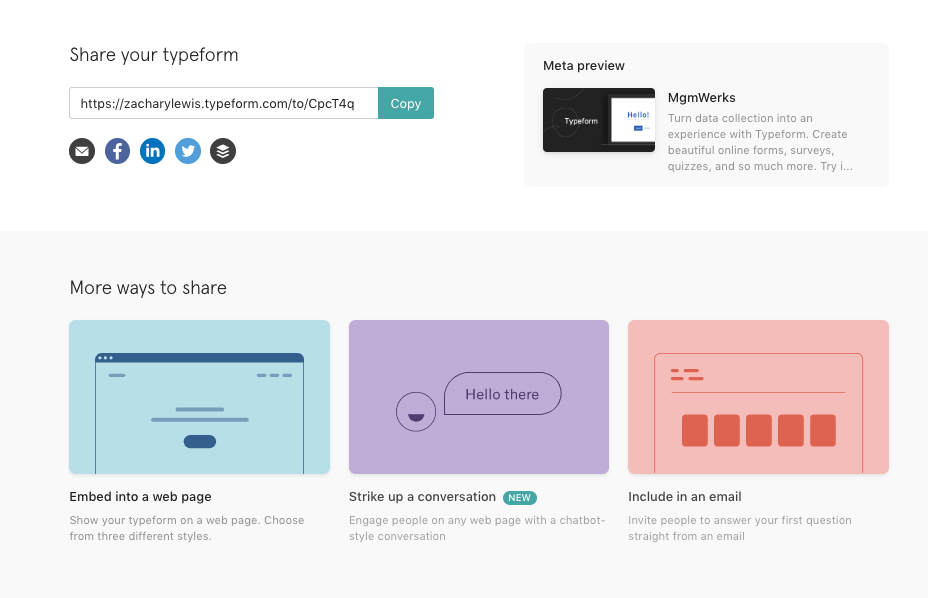 Share your typeform
https://zacharylewis.typeform.com/to/CpcT4q
Copy
Meta preview
Typeform
Hello!
MgmWerks
Turn data collection into an
experience with Typeform. Create
beautiful online forms, surveys,
quizzes, and so much more. Try i...
More ways to share
Hello there
Embed into a web page
Show your typeform on a web page. Choose
from three different styles.
Strike up a conversation NEW
Engage people on any web page with a chatbot-
style conversation
Include in an email
Invite people to answer your first question
straight from an email